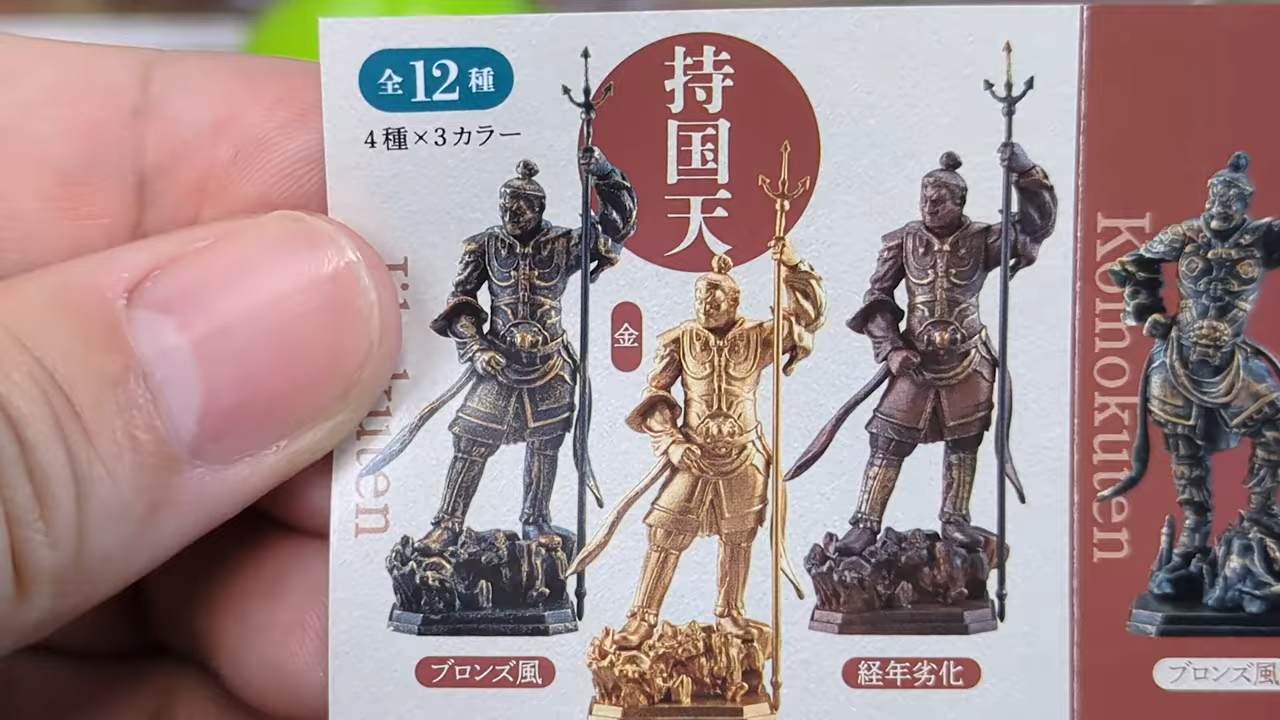 全12種
4種×3カラー
持国天
金
ブロンズ風
経年劣化
Komokuten
ブロンズ風